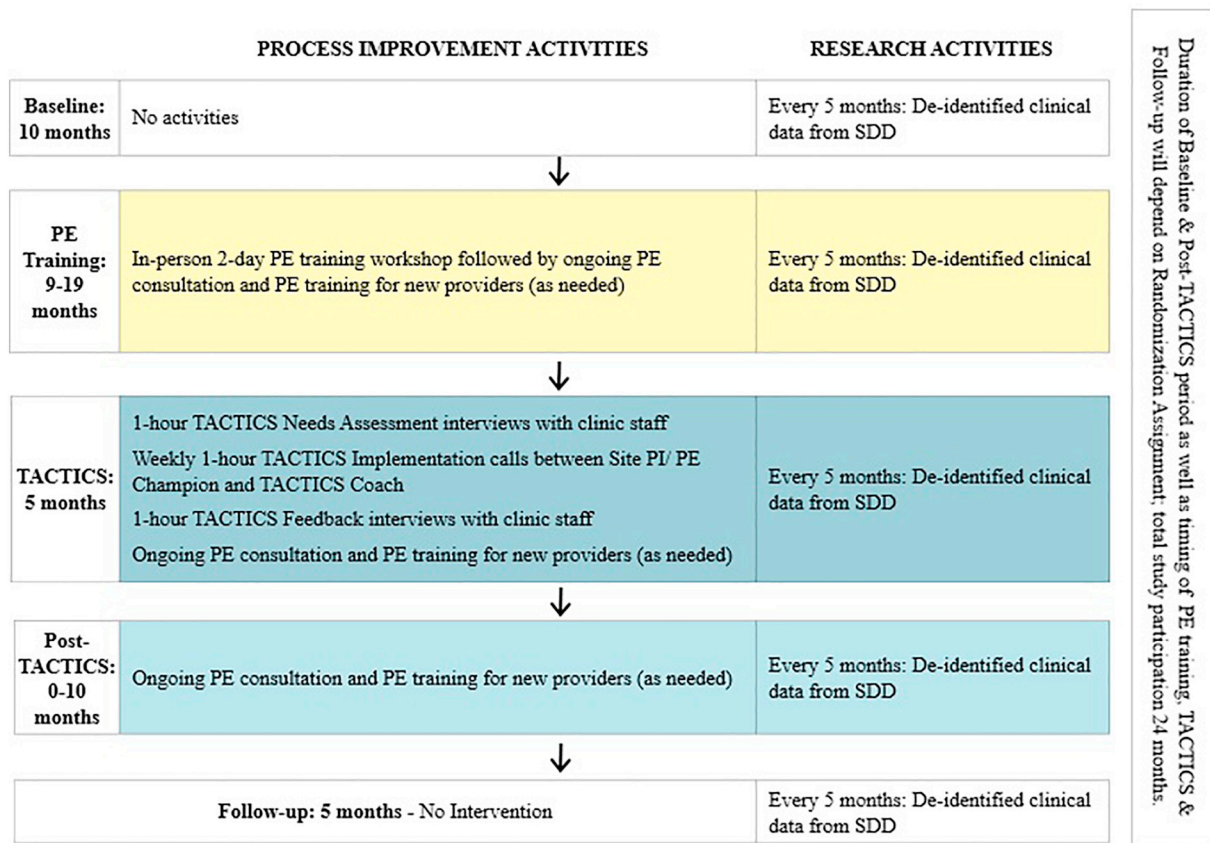 PROCESS IMPROVEMENT ACTIVITIES
RESEARCH ACTIVITIES
Baseline:
10 months
No activities
Every 5 months: De-identified clinical
data from SDD
PE
Training:
9-19
months
In-person 2-day PE training workshop followed by ongoing PE
consultation and PE training for new providers (as needed)
Every 5 months: De-identified clinical
data from SDD
TACTICS:
5 months
1-hour TACTICS Needs Assessment interviews with clinic staff
Weekly 1-hour TACTICS Implementation calls between Site PI/ PE
Champion and TACTICS Coach
1-hour TACTICS Feedback interviews with clinic staff
Ongoing PE consultation and PE training for new providers (as needed)
Every 5 months: De-identified clinical
data from SDD
Post-
TACTICS:
0-10
months
Ongoing PE consultation and PE training for new providers (as needed)
Every 5 months: De-identified clinical
data from SDD
Follow-up: 5 months - No Intervention
Every 5 months: De-identified clinical
data from SDD
Duration of Baseline & Post-TACTICS period as well as timing of PE training, TACTICS &
Follow-up will depend on Randomization Assignment; total study participation 24 months.